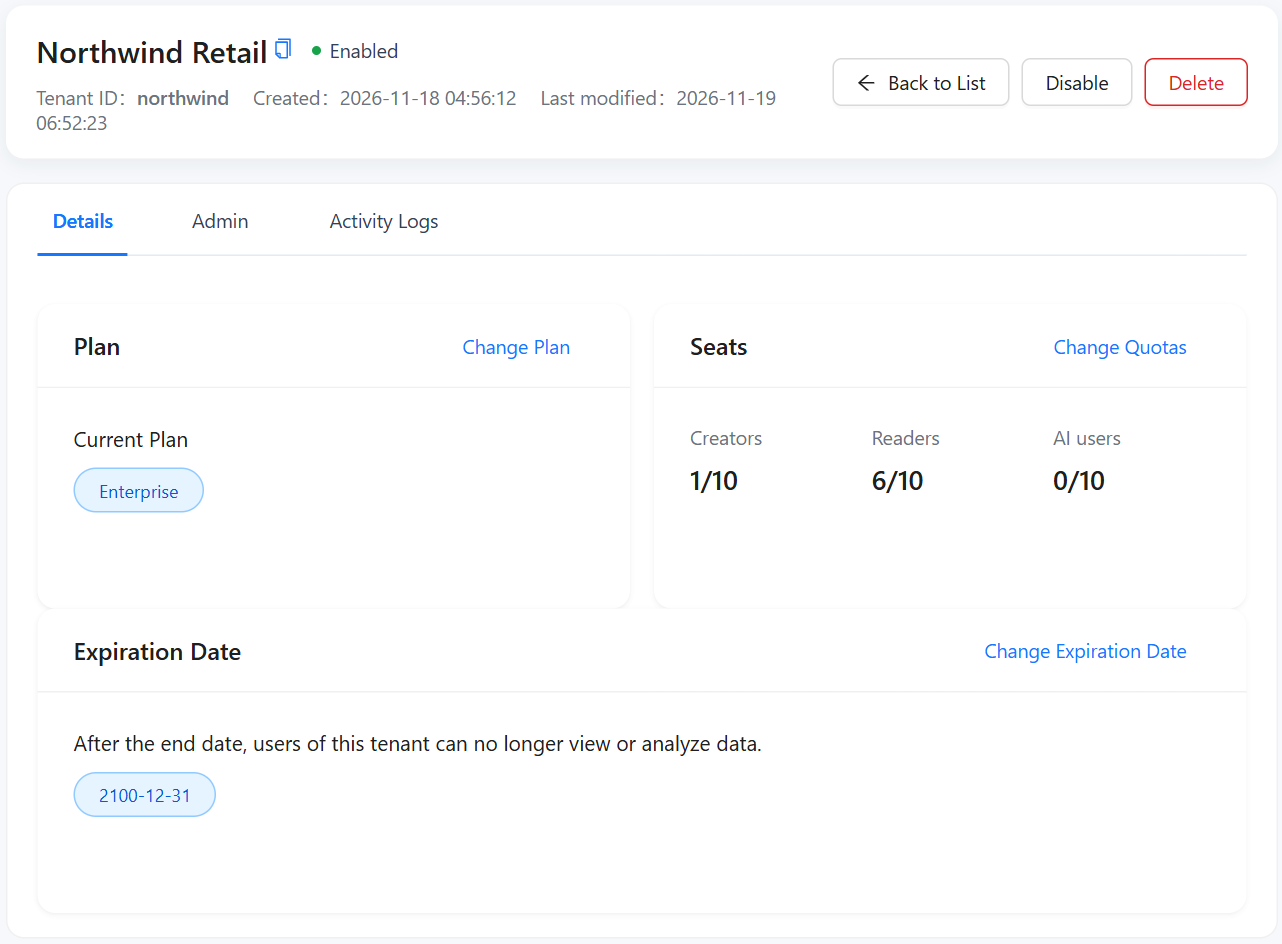 Northwind Retail
Enabled
Tenant ID： northwind Created： 2026-11-18 04:56:12 Last modified： 2026-11-19
06:52:23
Back to List
Disable
Delete
Details
Admin
Activity Logs
Plan
Change Plan
Current Plan
Enterprise
Seats
Change Quotas
Creators
1/10
Readers
6/10
AI users
0/10
Expiration Date
Change Expiration Date
After the end date, users of this tenant can no longer view or analyze data.
2100-12-31